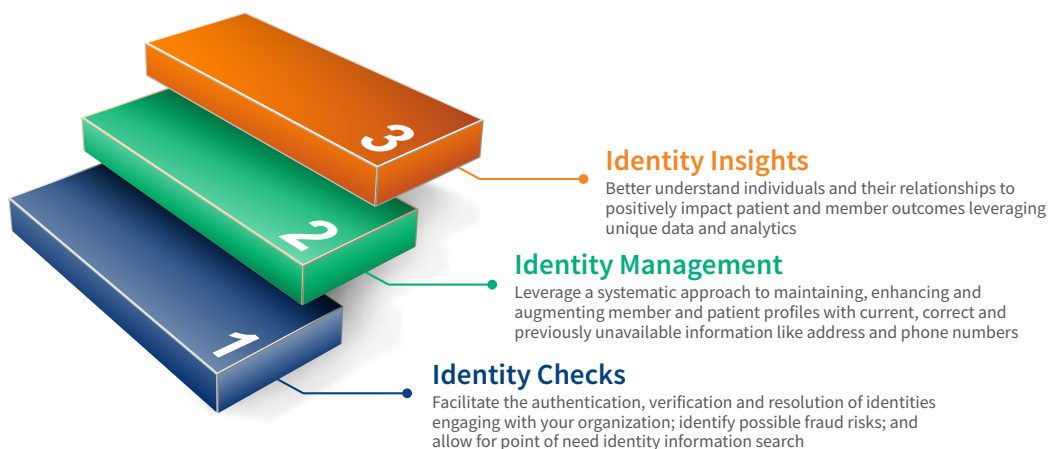 3
Identity Insights
Better understand individuals and their relationships to
positively impact patient and member outcomes leveraging
unique data and analytics
2
Identity Management
Leverage a systematic approach to maintaining, enhancing and
augmenting member and patient profiles with current, correct and
previously unavailable information like address and phone numbers
1
Identity Checks
Facilitate the authentication, verification and resolution of identities
engaging with your organization; identify possible fraud risks; and
allow for point of need identity information search